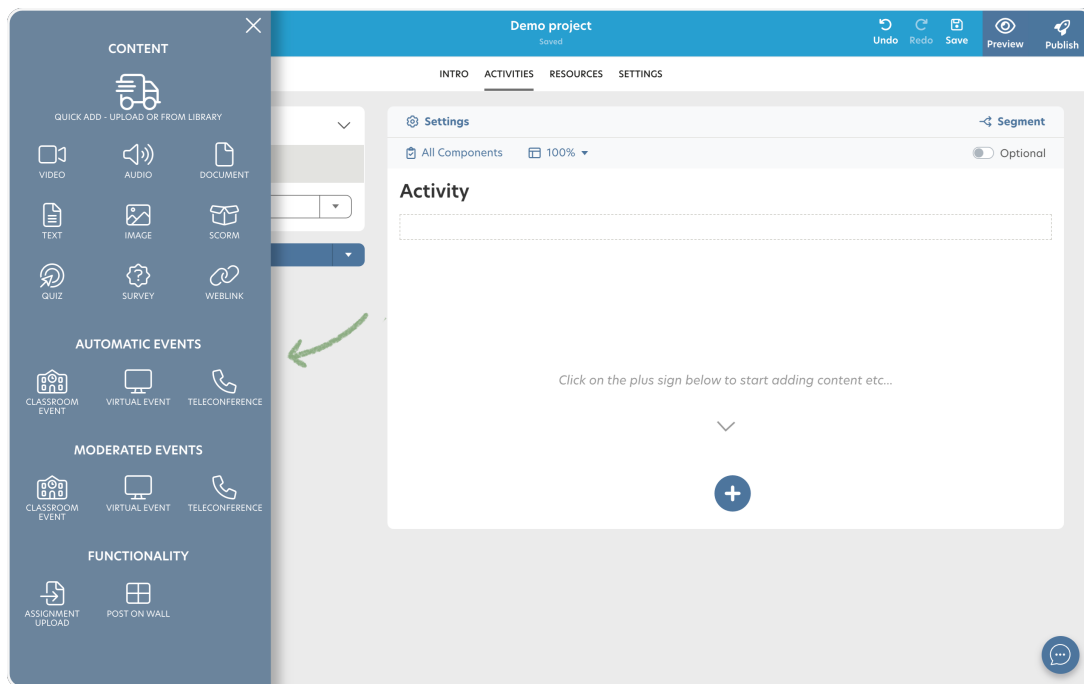 CONTENT
QUICK ADD - UPLOAD OR FROM LIBRARY
VIDEO
AUDIO
DOCUMENT
TEXT
IMAGE
SCORM
QUIZ
SURVEY
WEBLINK
AUTOMATIC EVENTS
CLASSROOM
EVENT
VIRTUAL EVENT
TELECONFERENCE
MODERATED EVENTS
CLASSROOM
EVENT
VIRTUAL EVENT
TELECONFERENCE
FUNCTIONALITY
ASSIGNMENT
UPLOAD
POST ON WALL
Demo project
Saved
Undo
Redo
Save
Preview
Publish
INTRO
ACTIVITIES
RESOURCES
SETTINGS
Settings
Segment
All Components
100%
Optional
Activity
Click on the plus sign below to start adding content etc...